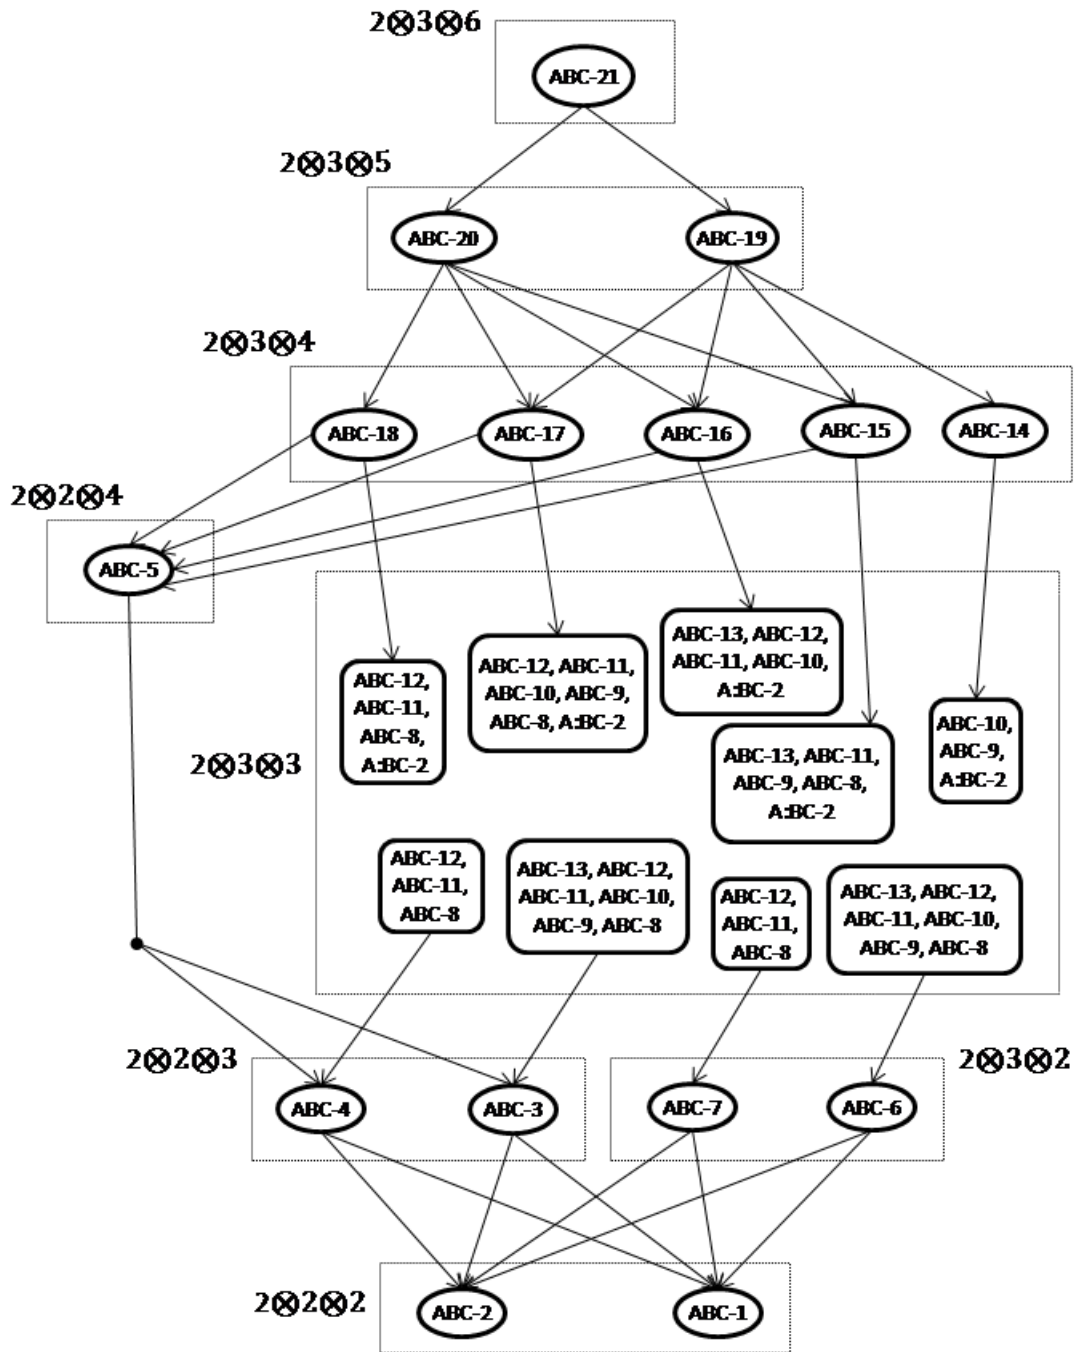 2⊗3⊗6
ABC-21
2⊗3⊗5
ABC-20
ABC-19
2⊗3⊗4
ABC-18
ABC-17
ABC-16
ABC-15
ABC-14
2⊗2⊗4
ABC-5
2⊗3⊗3
ABC-12,
ABC-11,
ABC-8,
A:BC-2
ABC-12, ABC-11,
ABC-10, ABC-9,
ABC-8, A:BC-2
ABC-13, ABC-12,
ABC-11, ABC-10,
A:BC-2
ABC-13, ABC-11,
ABC-9, ABC-8,
A:BC-2
ABC-10,
ABC-9,
A:BC-2
ABC-12,
ABC-11,
ABC-8
ABC-13, ABC-12,
ABC-11, ABC-10,
ABC-9, ABC-8
ABC-12,
ABC-11,
ABC-8
ABC-13, ABC-12,
ABC-11, ABC-10,
ABC-9, ABC-8
2⊗2⊗3
ABC-4
ABC-3
ABC-7
ABC-6
2⊗3⊗2
2⊗2⊗2
ABC-2
ABC-1